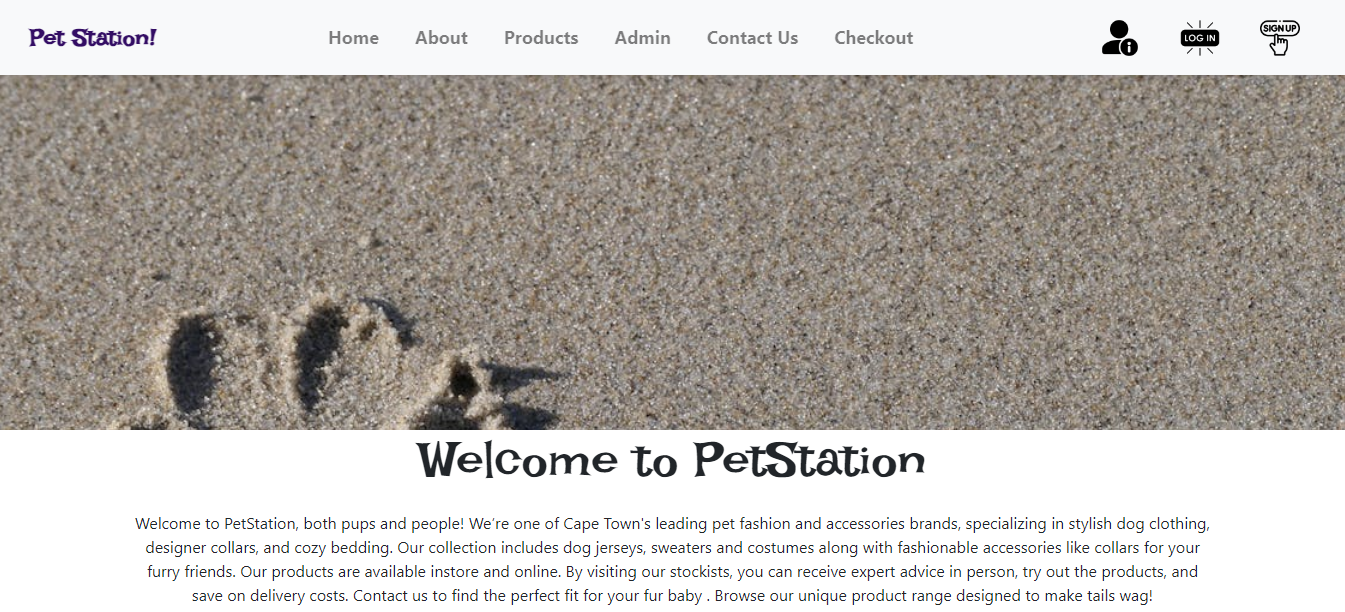 Pet Station!
Home About Products Admin Contact Us Checkout
LOG IN
SIGN UP
Welcome to PetStation
Welcome to PetStation, both pups and people! We're one of Cape Town's leading pet fashion and accessories brands, specializing in stylish dog clothing,
designer collars, and cozy bedding. Our collection includes dog jerseys, sweaters and costumes along with fashionable accessories like collars for your
furry friends. Our products are available instore and online. By visiting our stockists, you can receive expert advice in person, try out the products, and
save on delivery costs. Contact us to find the perfect fit for your fur baby . Browse our unique product range designed to make tails wag!